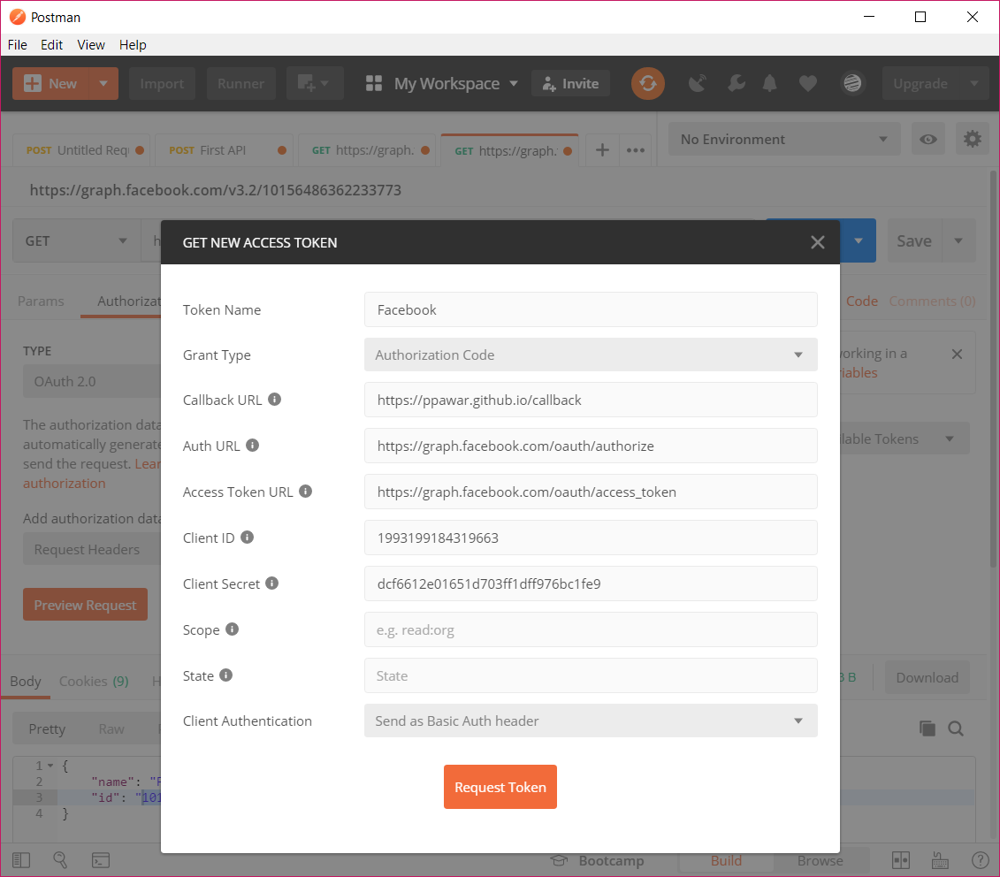 Postman
File Edit View Help
New Import Runner My Workspace Invite Upgrade
POST Untitled Requ POST First API GET https://graph. GET https://graph. No Environment
https://graph.facebook.com/v3.2/10156486362233773
GET Save
GET NEW ACCESS TOKEN
Params Authorizat Code Comments (0)
Token Name Facebook
TYPE
Grant Type Authorization Code
orking in a
OAuth 2.0
riables
Callback URL https://ppawar.github.io/callback
The authorization data
automatically generate
lable Tokens
Auth URL https://graph.facebook.com/oauth/authorize
send the request. Lear
authorization
Access Token URL https://graph.facebook.com/oauth/access_token
Add authorization data
Client ID 1993199184319663
Request Headers
Client Secret dcf6612e01651d703ff1dff976bc1fe9
Preview Request
Scope e.g. read:org
State State
Body Cookies (9) H B Download
Client Authentication Send as Basic Auth header
Pretty Raw
1 {
2 "name": "
3 "id": "101
4 }
Request Token
Bootcamp Build Browse